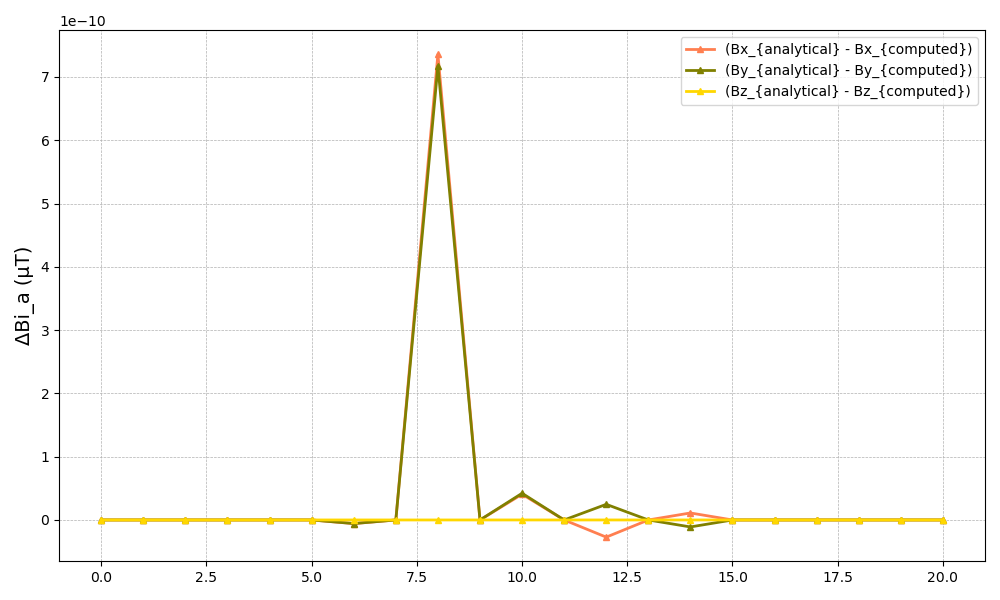 1e−10
(Bx_{analytical} - Bx_{computed})
(By_{analytical} - By_{computed})
(Bz_{analytical} - Bz_{computed})
ΔBi_a (μT)
7
6
5
4
3
2
1
0
0.0 2.5 5.0 7.5 10.0 12.5 15.0 17.5 20.0